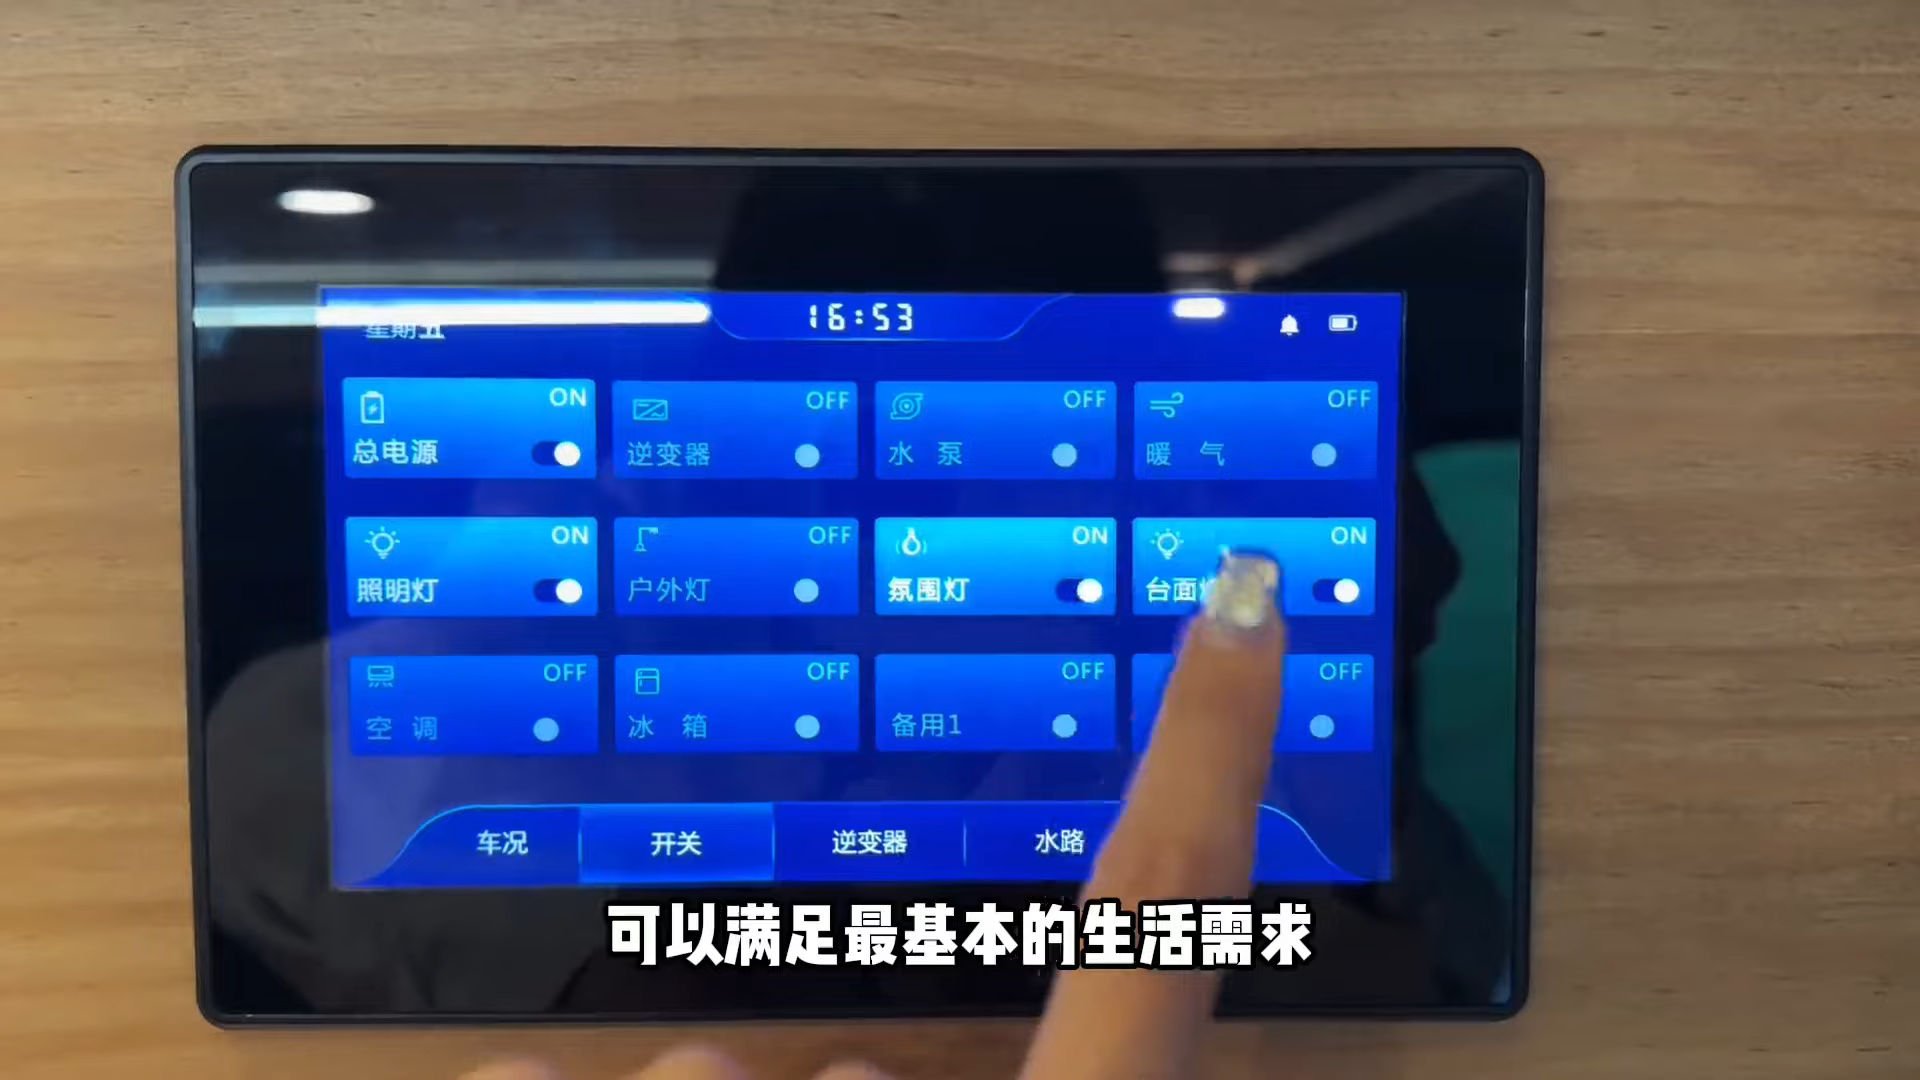 星期五
16:53
ON
总电源
OFF
逆变器
OFF
水 泵
OFF
暖 气
ON
照明灯
OFF
户外灯
ON
氛围灯
ON
台面
OFF
空 调
OFF
冰 箱
OFF
备用1
OFF
车况
开关
逆变器
水路
可以满足最基本的生活需求